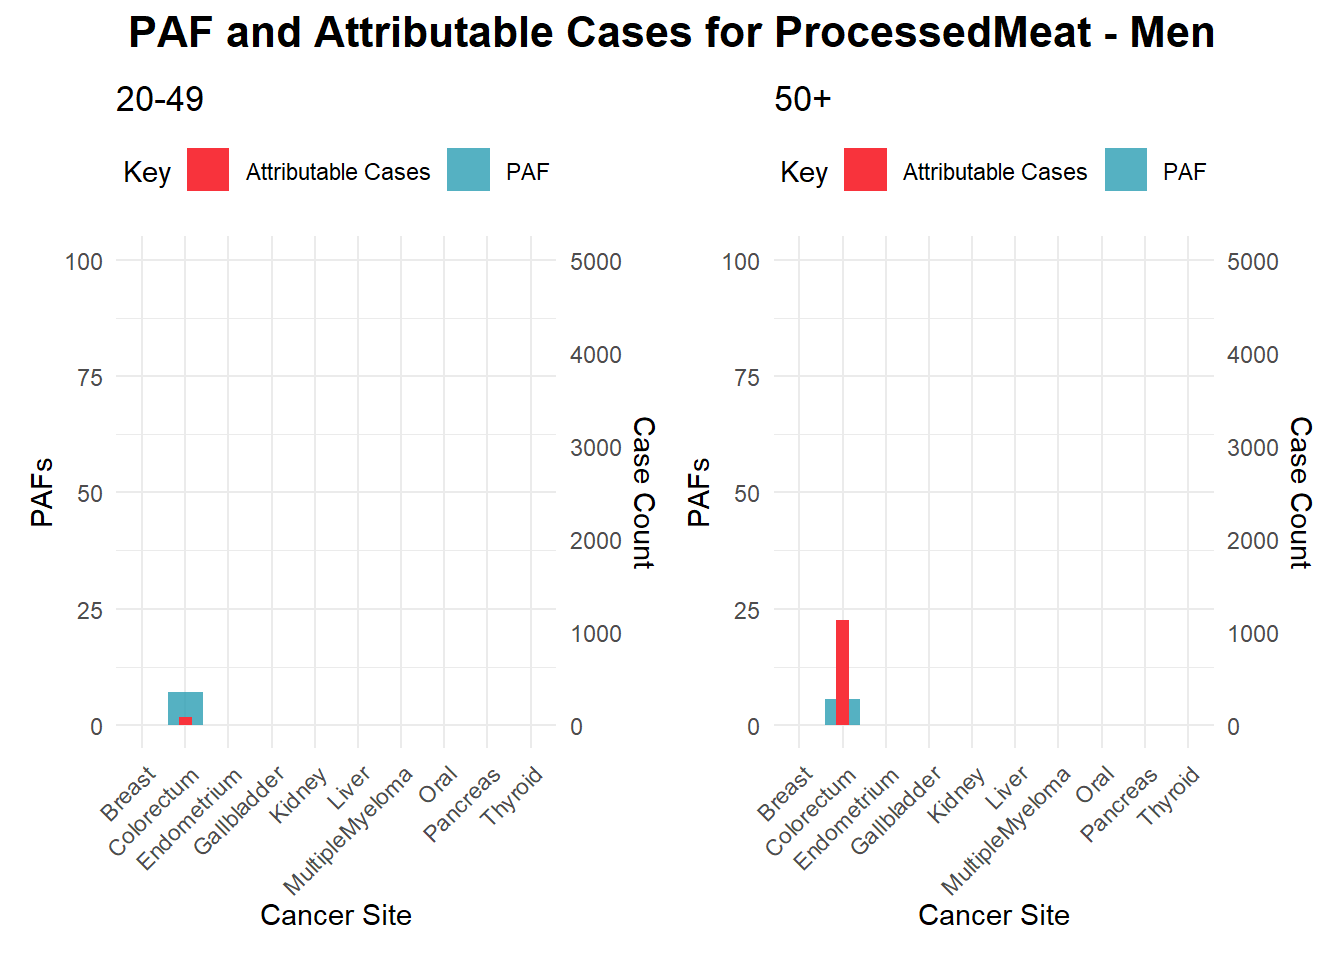 PAF and Attributable Cases for ProcessedMeat - Men
20-49
Key Attributable Cases PAF
100
75
50
25
0
PAFs
5000
4000
3000
2000
1000
0
Case Count
Breast
Colorectum
Endometrium
Gallbladder
Kidney
Liver
MultipleMyeloma
Oral
Pancreas
Thyroid
Cancer Site
50+
Key Attributable Cases PAF
100
75
50
25
0
PAFs
5000
4000
3000
2000
1000
0
Case Count
Breast
Colorectum
Endometrium
Gallbladder
Kidney
Liver
MultipleMyeloma
Oral
Pancreas
Thyroid
Cancer Site